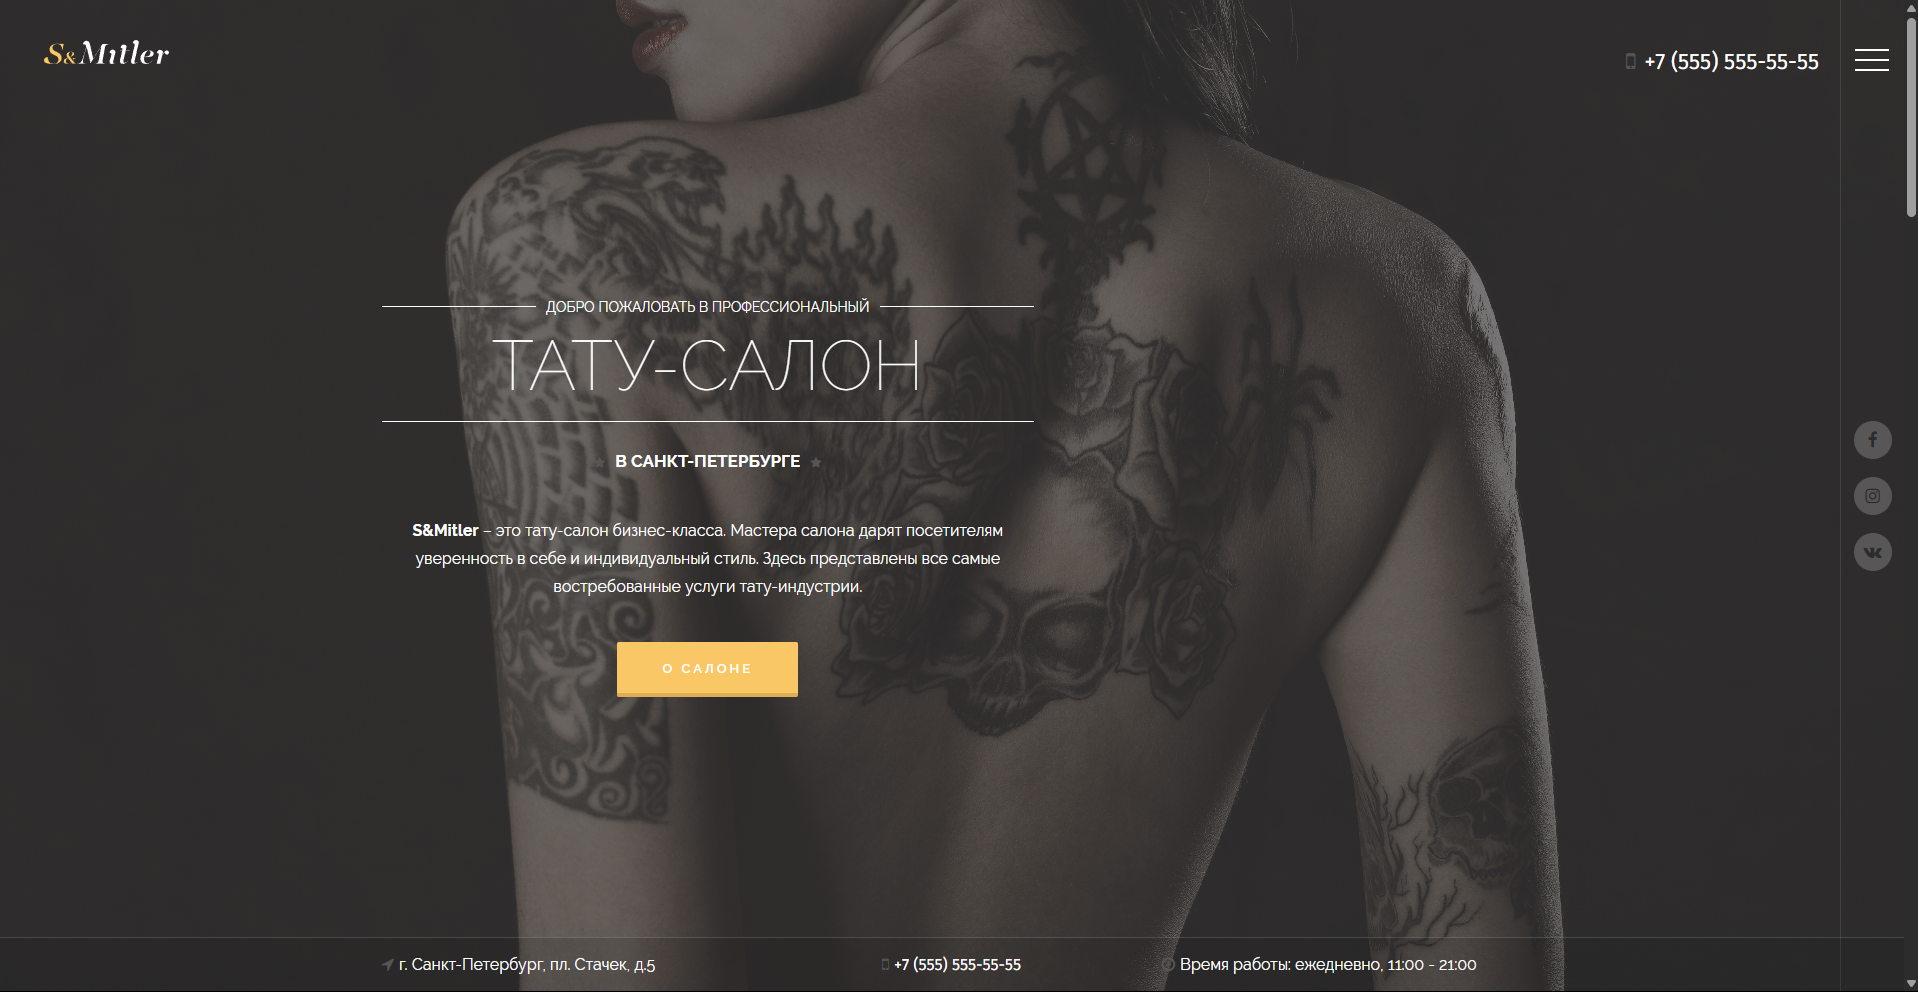 S&Mitler
+7 (555) 555-55-55
ДОБРО ПОЖАЛОВАТЬ В ПРОФЕССИОНАЛЬНЫЙ
ТАТУ-САЛОН
В САНКТ-ПЕТЕРБУРГЕ
S&Mitler – это тату-салон бизнес-класса. Мастера салона дарят посетителям
уверенность в себе и индивидуальный стиль. Здесь представлены все самые
востребованные услуги тату-индустрии.
О САЛОНЕ
г. Санкт-Петербург, пл. Стачек, д.5
+7 (555) 555-55-55
Время работы: ежедневно, 11:00 - 21:00